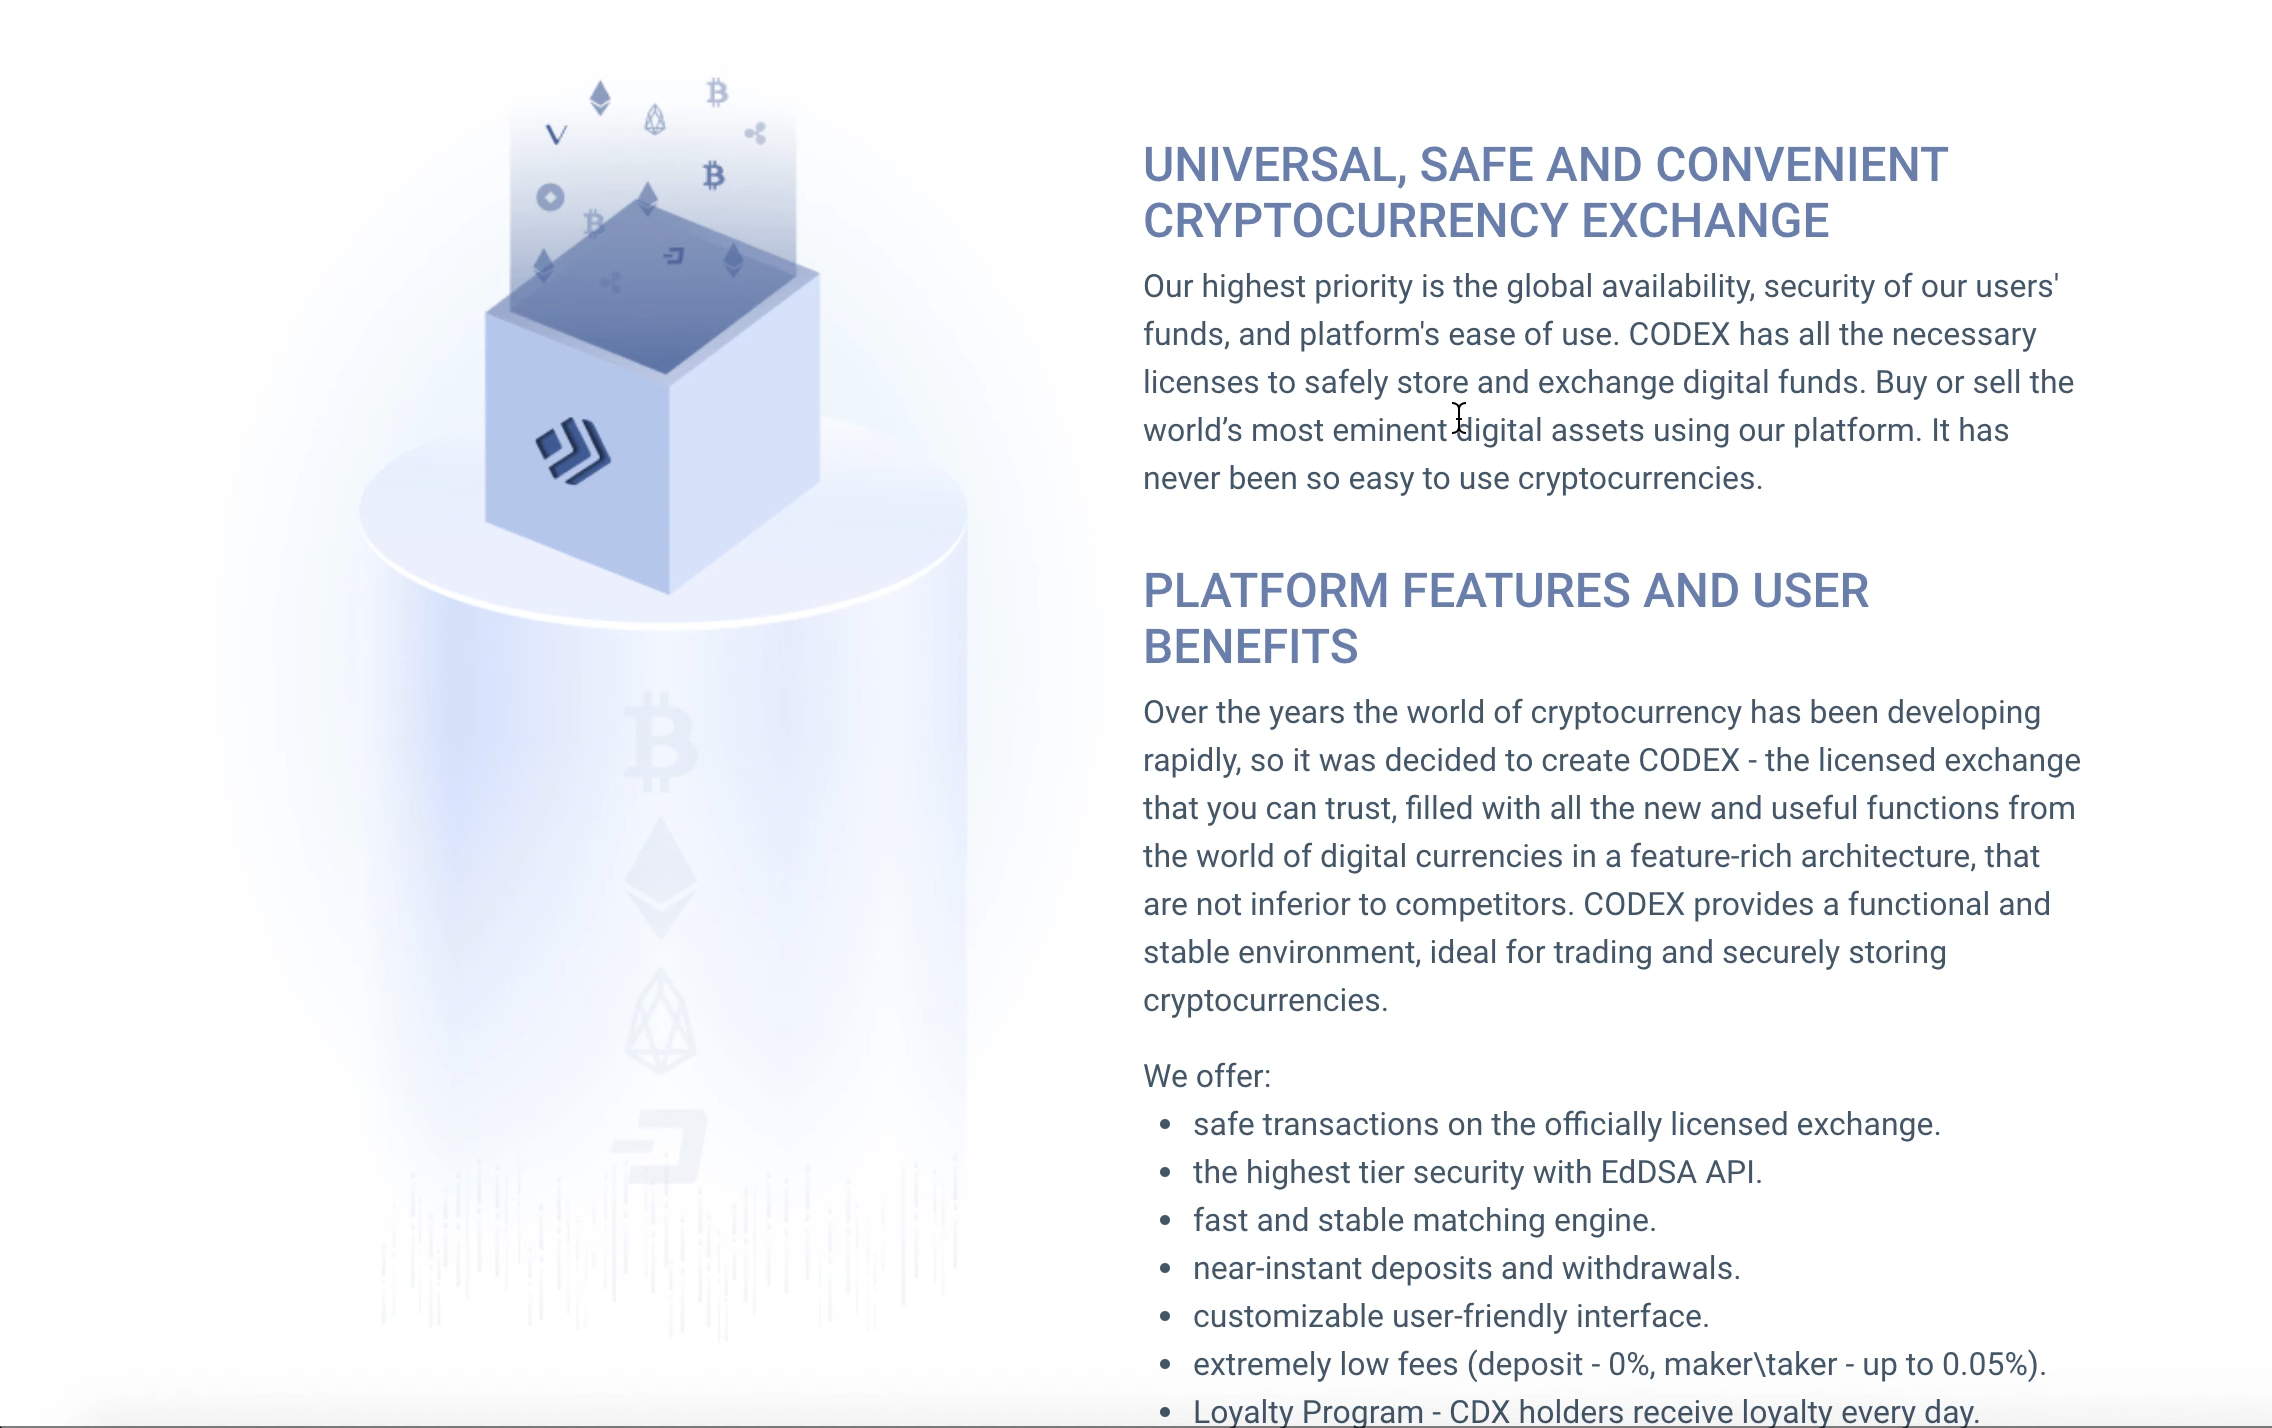 UNIVERSAL, SAFE AND CONVENIENT
CRYPTOCURRENCY EXCHANGE
Our highest priority is the global availability, security of our users'
funds, and platform's ease of use. CODEX has all the necessary
licenses to safely store and exchange digital funds. Buy or sell the
world’s most eminent digital assets using our platform. It has
never been so easy to use cryptocurrencies.
PLATFORM FEATURES AND USER
BENEFITS
Over the years the world of cryptocurrency has been developing
rapidly, so it was decided to create CODEX - the licensed exchange
that you can trust, filled with all the new and useful functions from
the world of digital currencies in a feature-rich architecture, that
are not inferior to competitors. CODEX provides a functional and
stable environment, ideal for trading and securely storing
cryptocurrencies.
We offer:
• safe transactions on the officially licensed exchange.
• the highest tier security with EdDSA API.
• fast and stable matching engine.
• near-instant deposits and withdrawals.
• customizable user-friendly interface.
• extremely low fees (deposit - 0%, maker\taker - up to 0.05%).
• Loyalty Program - CDX holders receive loyalty every day.